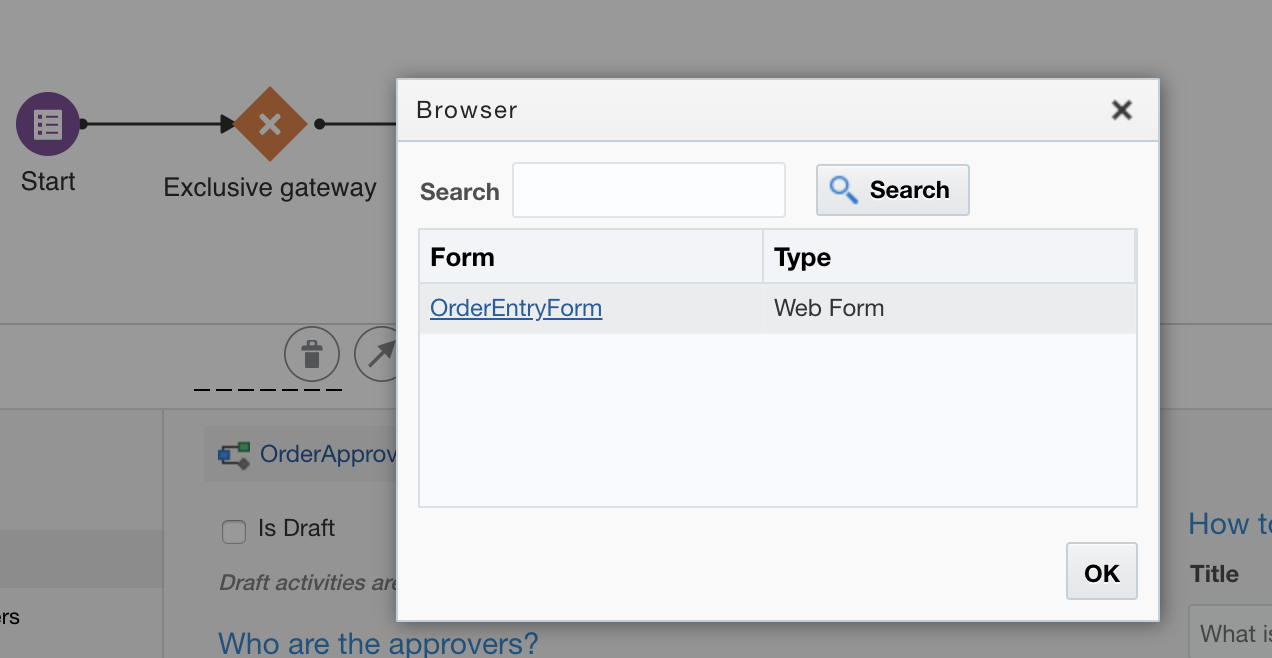 Browser
Start
Exclusive gateway
Search
Search
Form
Type
OrderEntryForm
Web Form
OrderApprov
Is Draft
Draft activities are
OK
How to
Title
What is
ers
Who are the approvers?